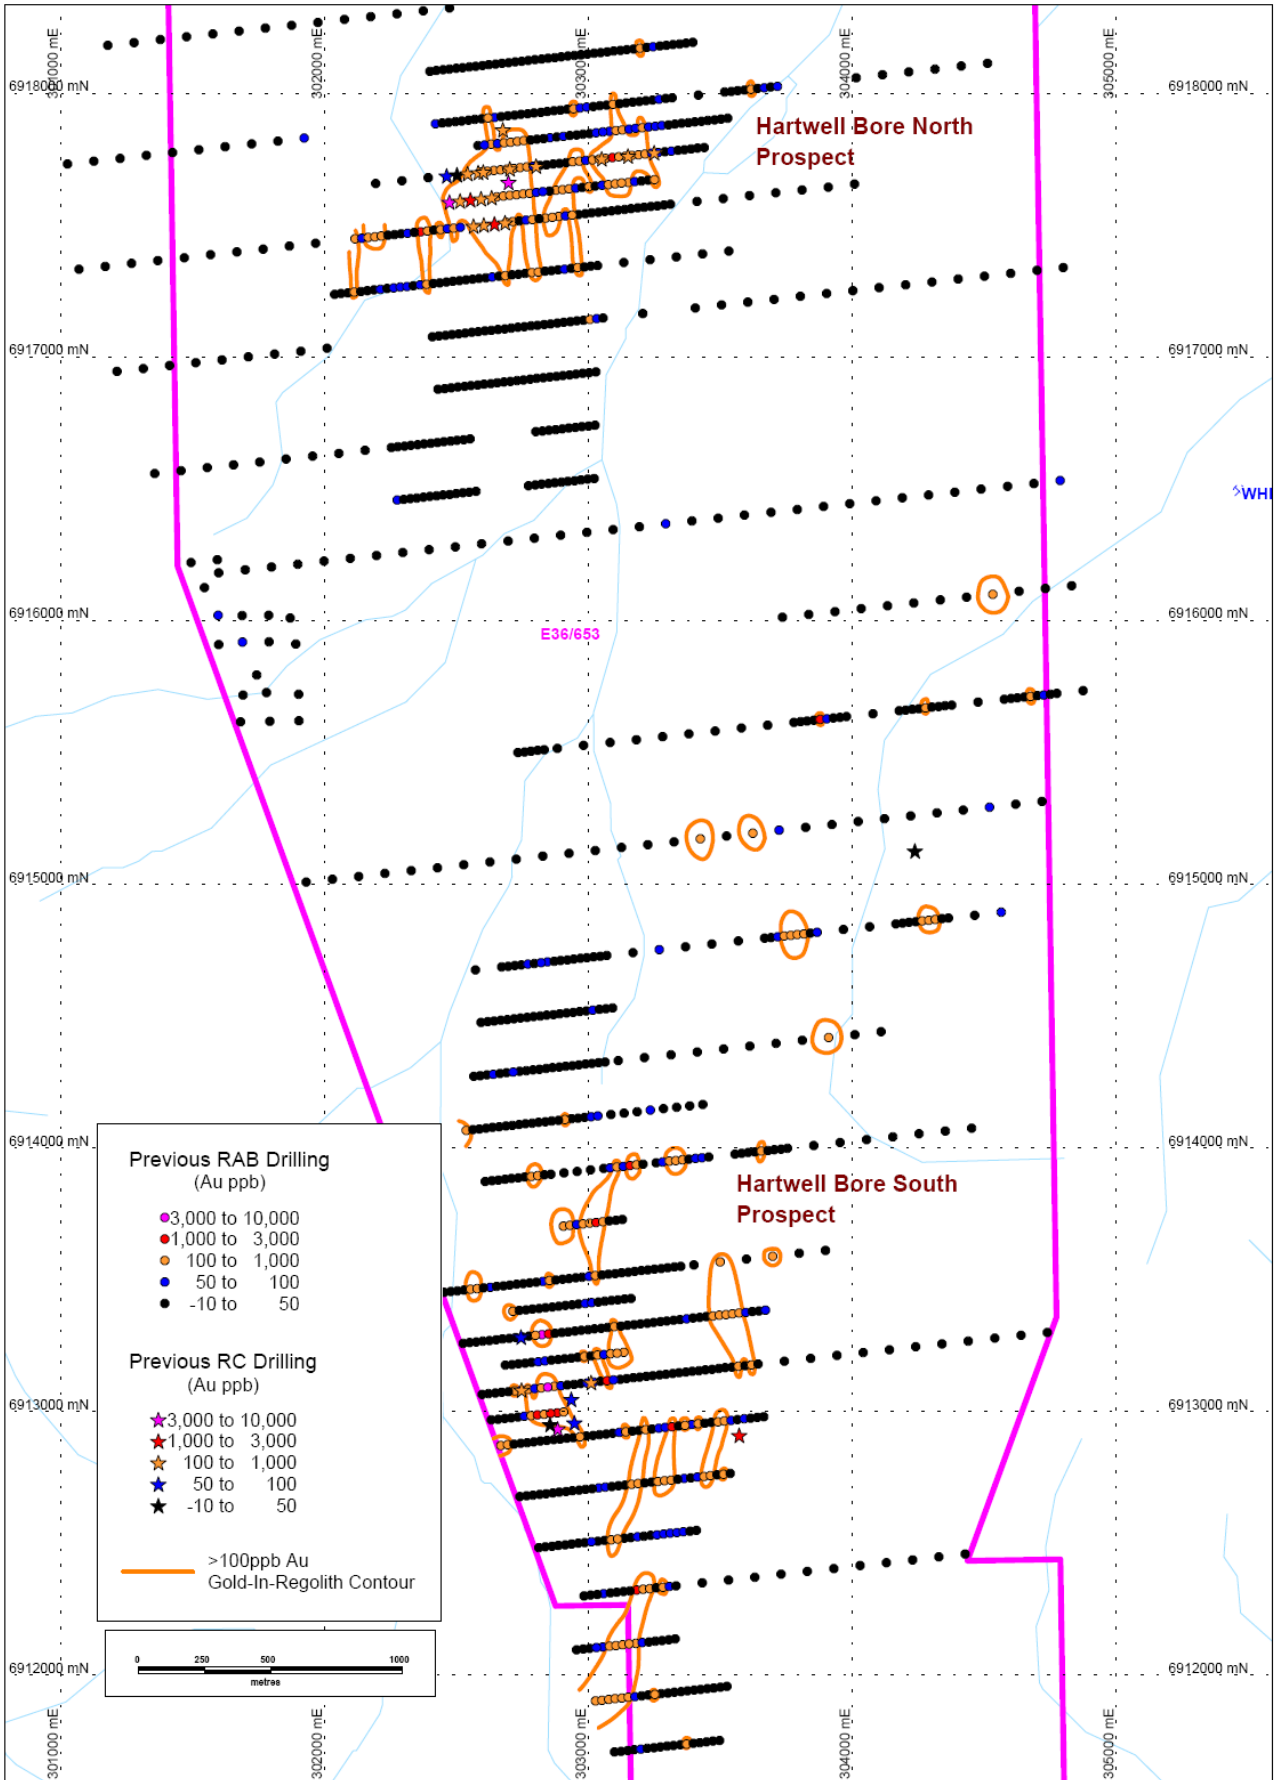 301000 mE
302000 mE
303000 mE
304000 mE
305000 mE
6918000 mN
6918000 mN
Hartwell Bore North
Prospect
6917000 mN
6917000 mN
WHI
6916000 mN
6916000 mN
E36/653
6915000 mN
6915000 mN
6914000 mN
6914000 mN
Hartwell Bore South
Prospect
Previous RAB Drilling
(Au ppb)
3,000 to 10,000
1,000 to 3,000
100 to 1,000
50 to 100
-10 to 50
Previous RC Drilling
(Au ppb)
3,000 to 10,000
1,000 to 3,000
100 to 1,000
50 to 100
-10 to 50
>100ppb Au
Gold-In-Regolith Contour
6913000 mN
6913000 mN
0 250 500 1000
metres
6912000 mN
6912000 mN
301000 mE
302000 mE
303000 mE
304000 mE
305000 mE